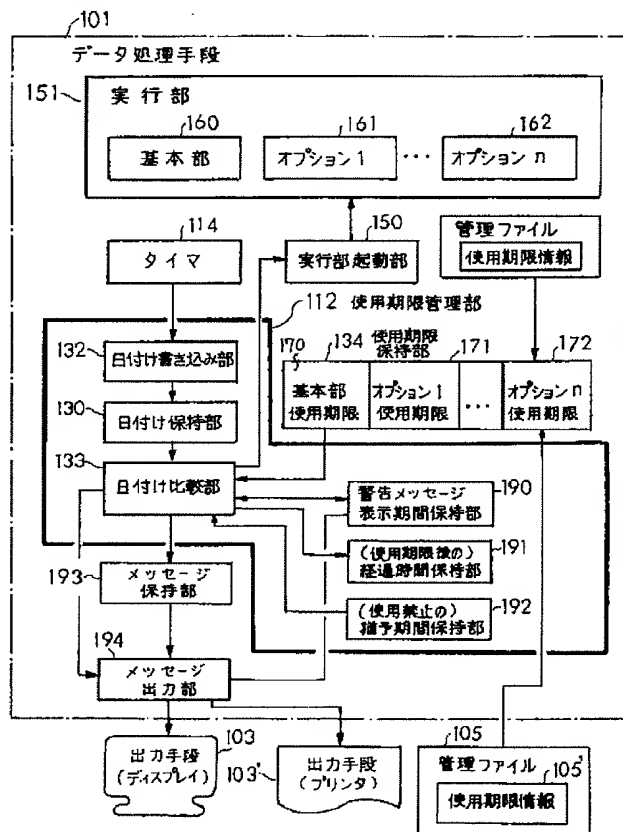 101
データ処理手段
151
実行部
160
161
162
基本部
オプション1
・・・
オプションn
114
タイマ
150
実行部起動部
管理ファイル
使用期限情報
112 使用期限管理部
132
日付け書き込み部
130
日付け保持部
133
日付け比較部
170
134
使用期限
保持部
171
172
基本部
使用期限
オプション1
使用期限
・・・
オプションn
使用期限
警告メッセージ
表示期間保持部
190
(使用期限後の)
経過時間保持部
191
(使用禁止の)
猶予期間保持部
192
193
メッセージ
保持部
194
メッセージ
出力部
103
出力手段
(ディスプレイ)
103'
出力手段
(プリンタ)
105
管理ファイル
105'
使用期限情報